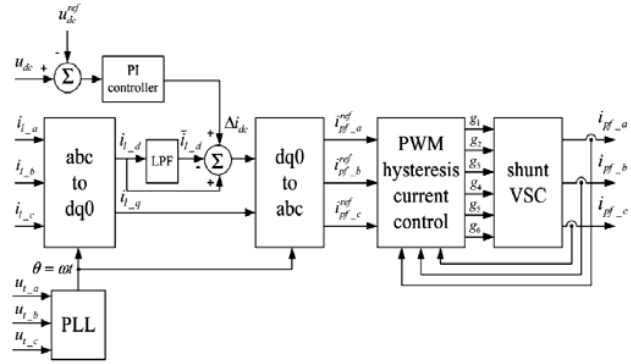 u_dc^ref
-
u_dc + Σ PI controller
Δi_dc
i_l_a i_l_d ī_l_d + i_pf_a^ref g_1 i_pf_a
abc to dq0 LPF - Σ dq0 to abc PWM hysteresis current control g_2 shunt VSC
i_l_b + i_pf_b^ref g_3 i_pf_b
g_4
i_l_c i_l_q i_pf_c^ref g_5 i_pf_c
g_6
θ = ωt
u_t_a
u_t_b PLL
u_t_c